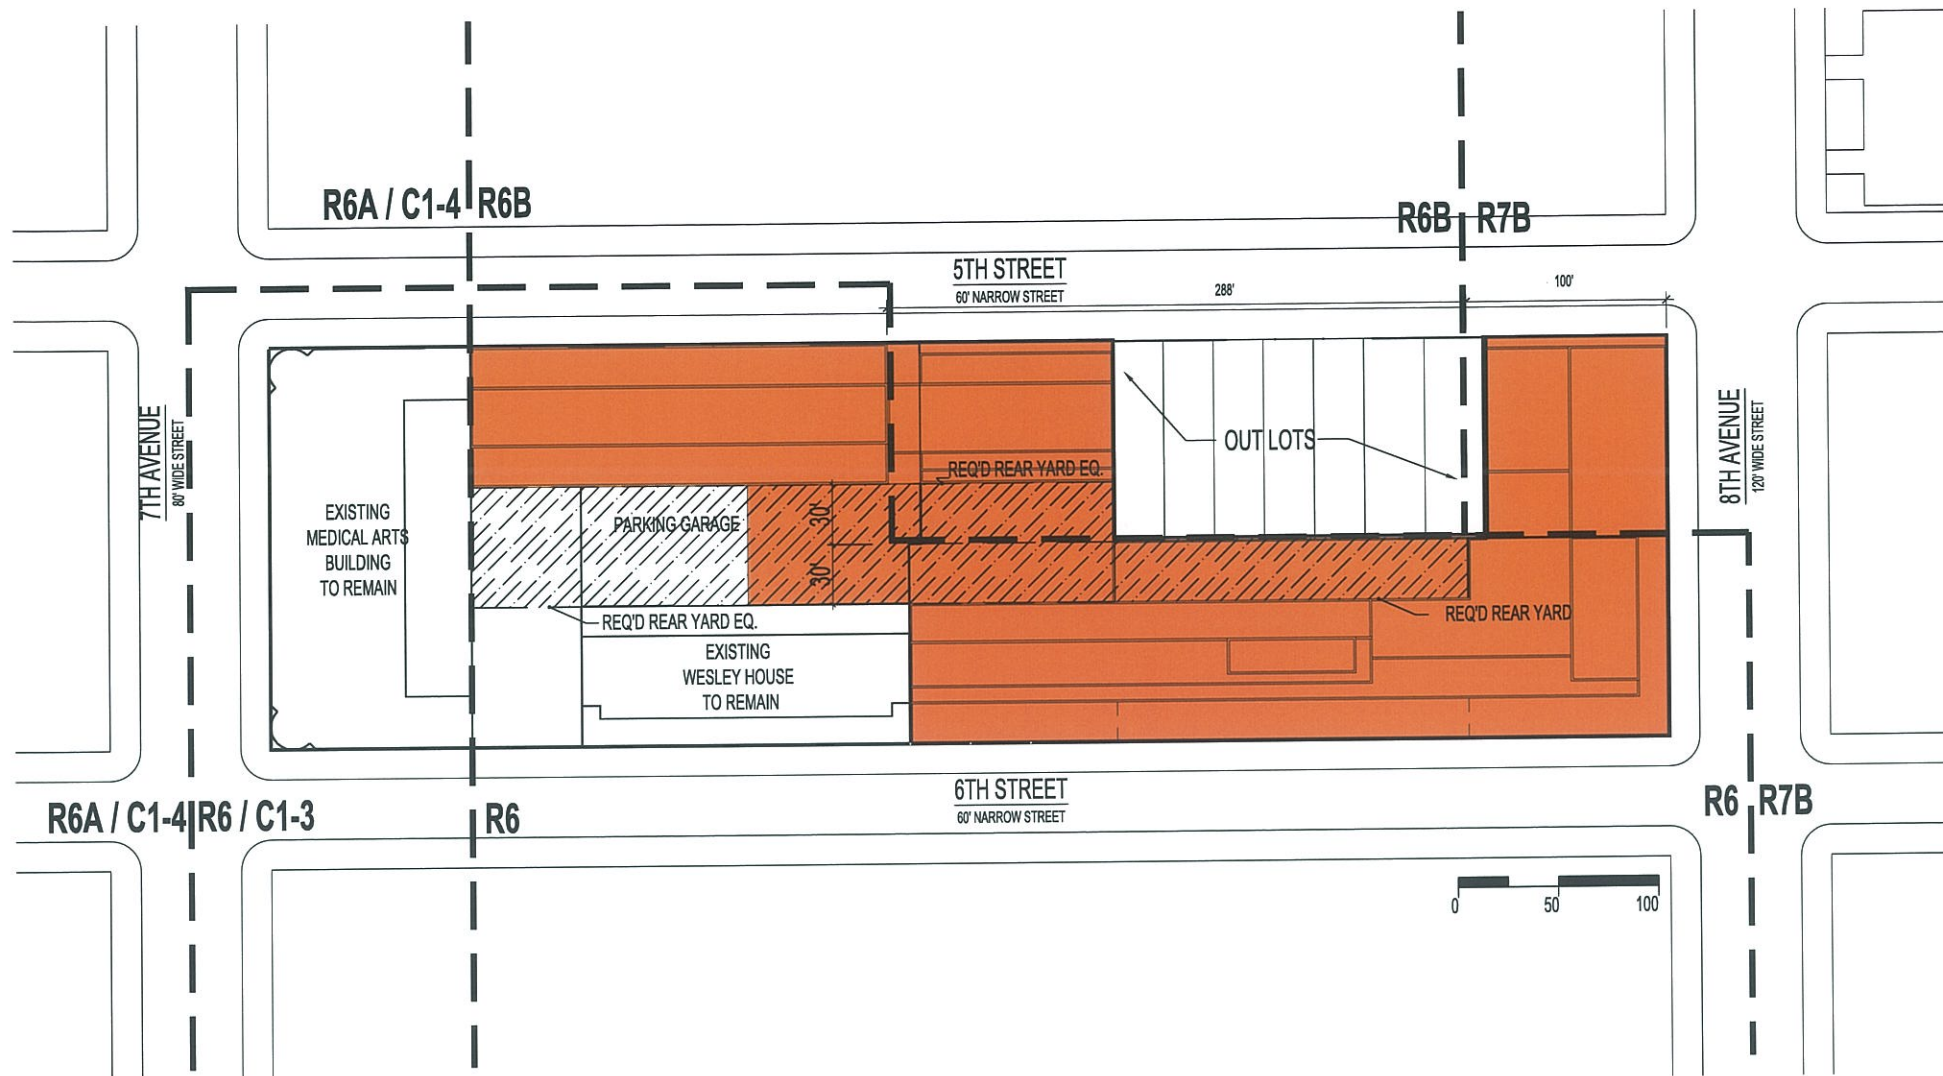 R6A / C1-4
R6B
R6B
R7B
5TH STREET
60' NARROW STREET
288'
100'
7TH AVENUE
80' WIDE STREET
8TH AVENUE
120' WIDE STREET
OUT LOTS
REQ'D REAR YARD EQ.
EXISTING
MEDICAL ARTS
BUILDING
TO REMAIN
PARKING GARAGE
30'
30'
REQ'D REAR YARD
REQ'D REAR YARD EQ.
EXISTING
WESLEY HOUSE
TO REMAIN
6TH STREET
60' NARROW STREET
R6A / C1-4
R6 / C1-3
R6
R6
R7B
0
50
100